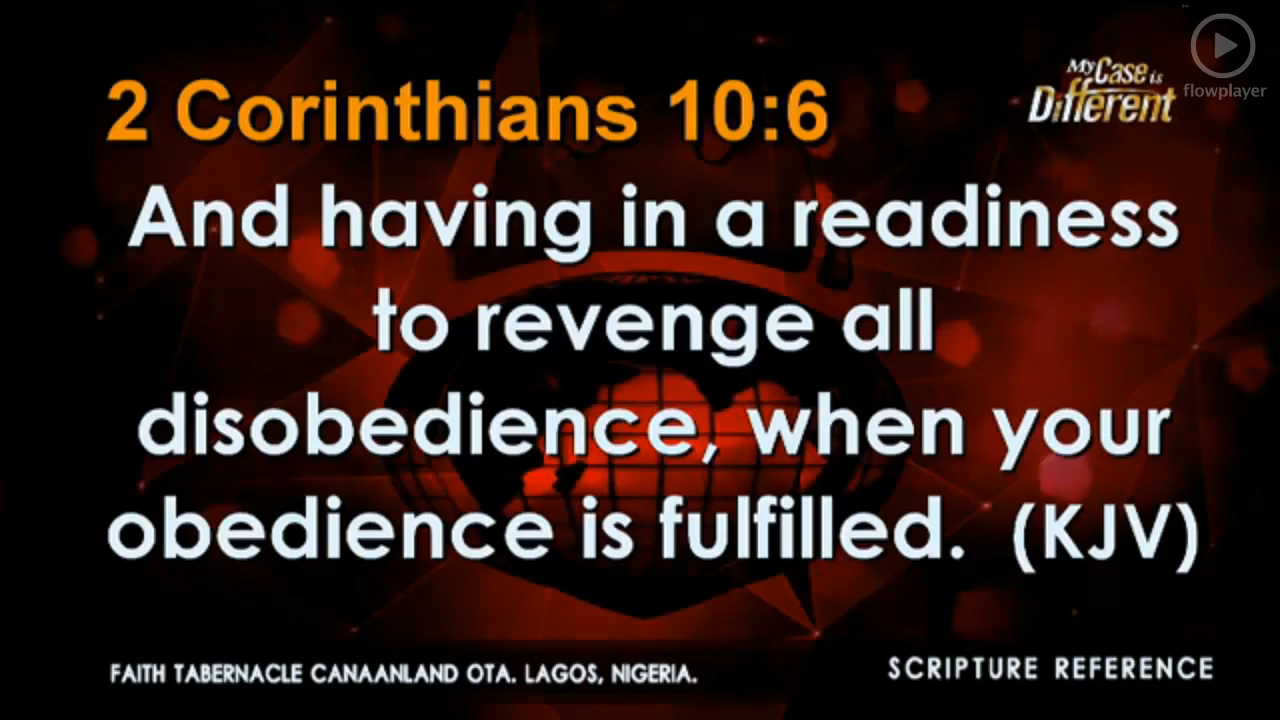 2 Corinthians 10:6
My Case is
Different
flowplayer
And having in a readiness
to revenge all
disobedience, when your
obedience is fulfilled. (KJV)
FAITH TABERNACLE CANAANLAND OTA. LAGOS, NIGERIA.
SCRIPTURE REFERENCE